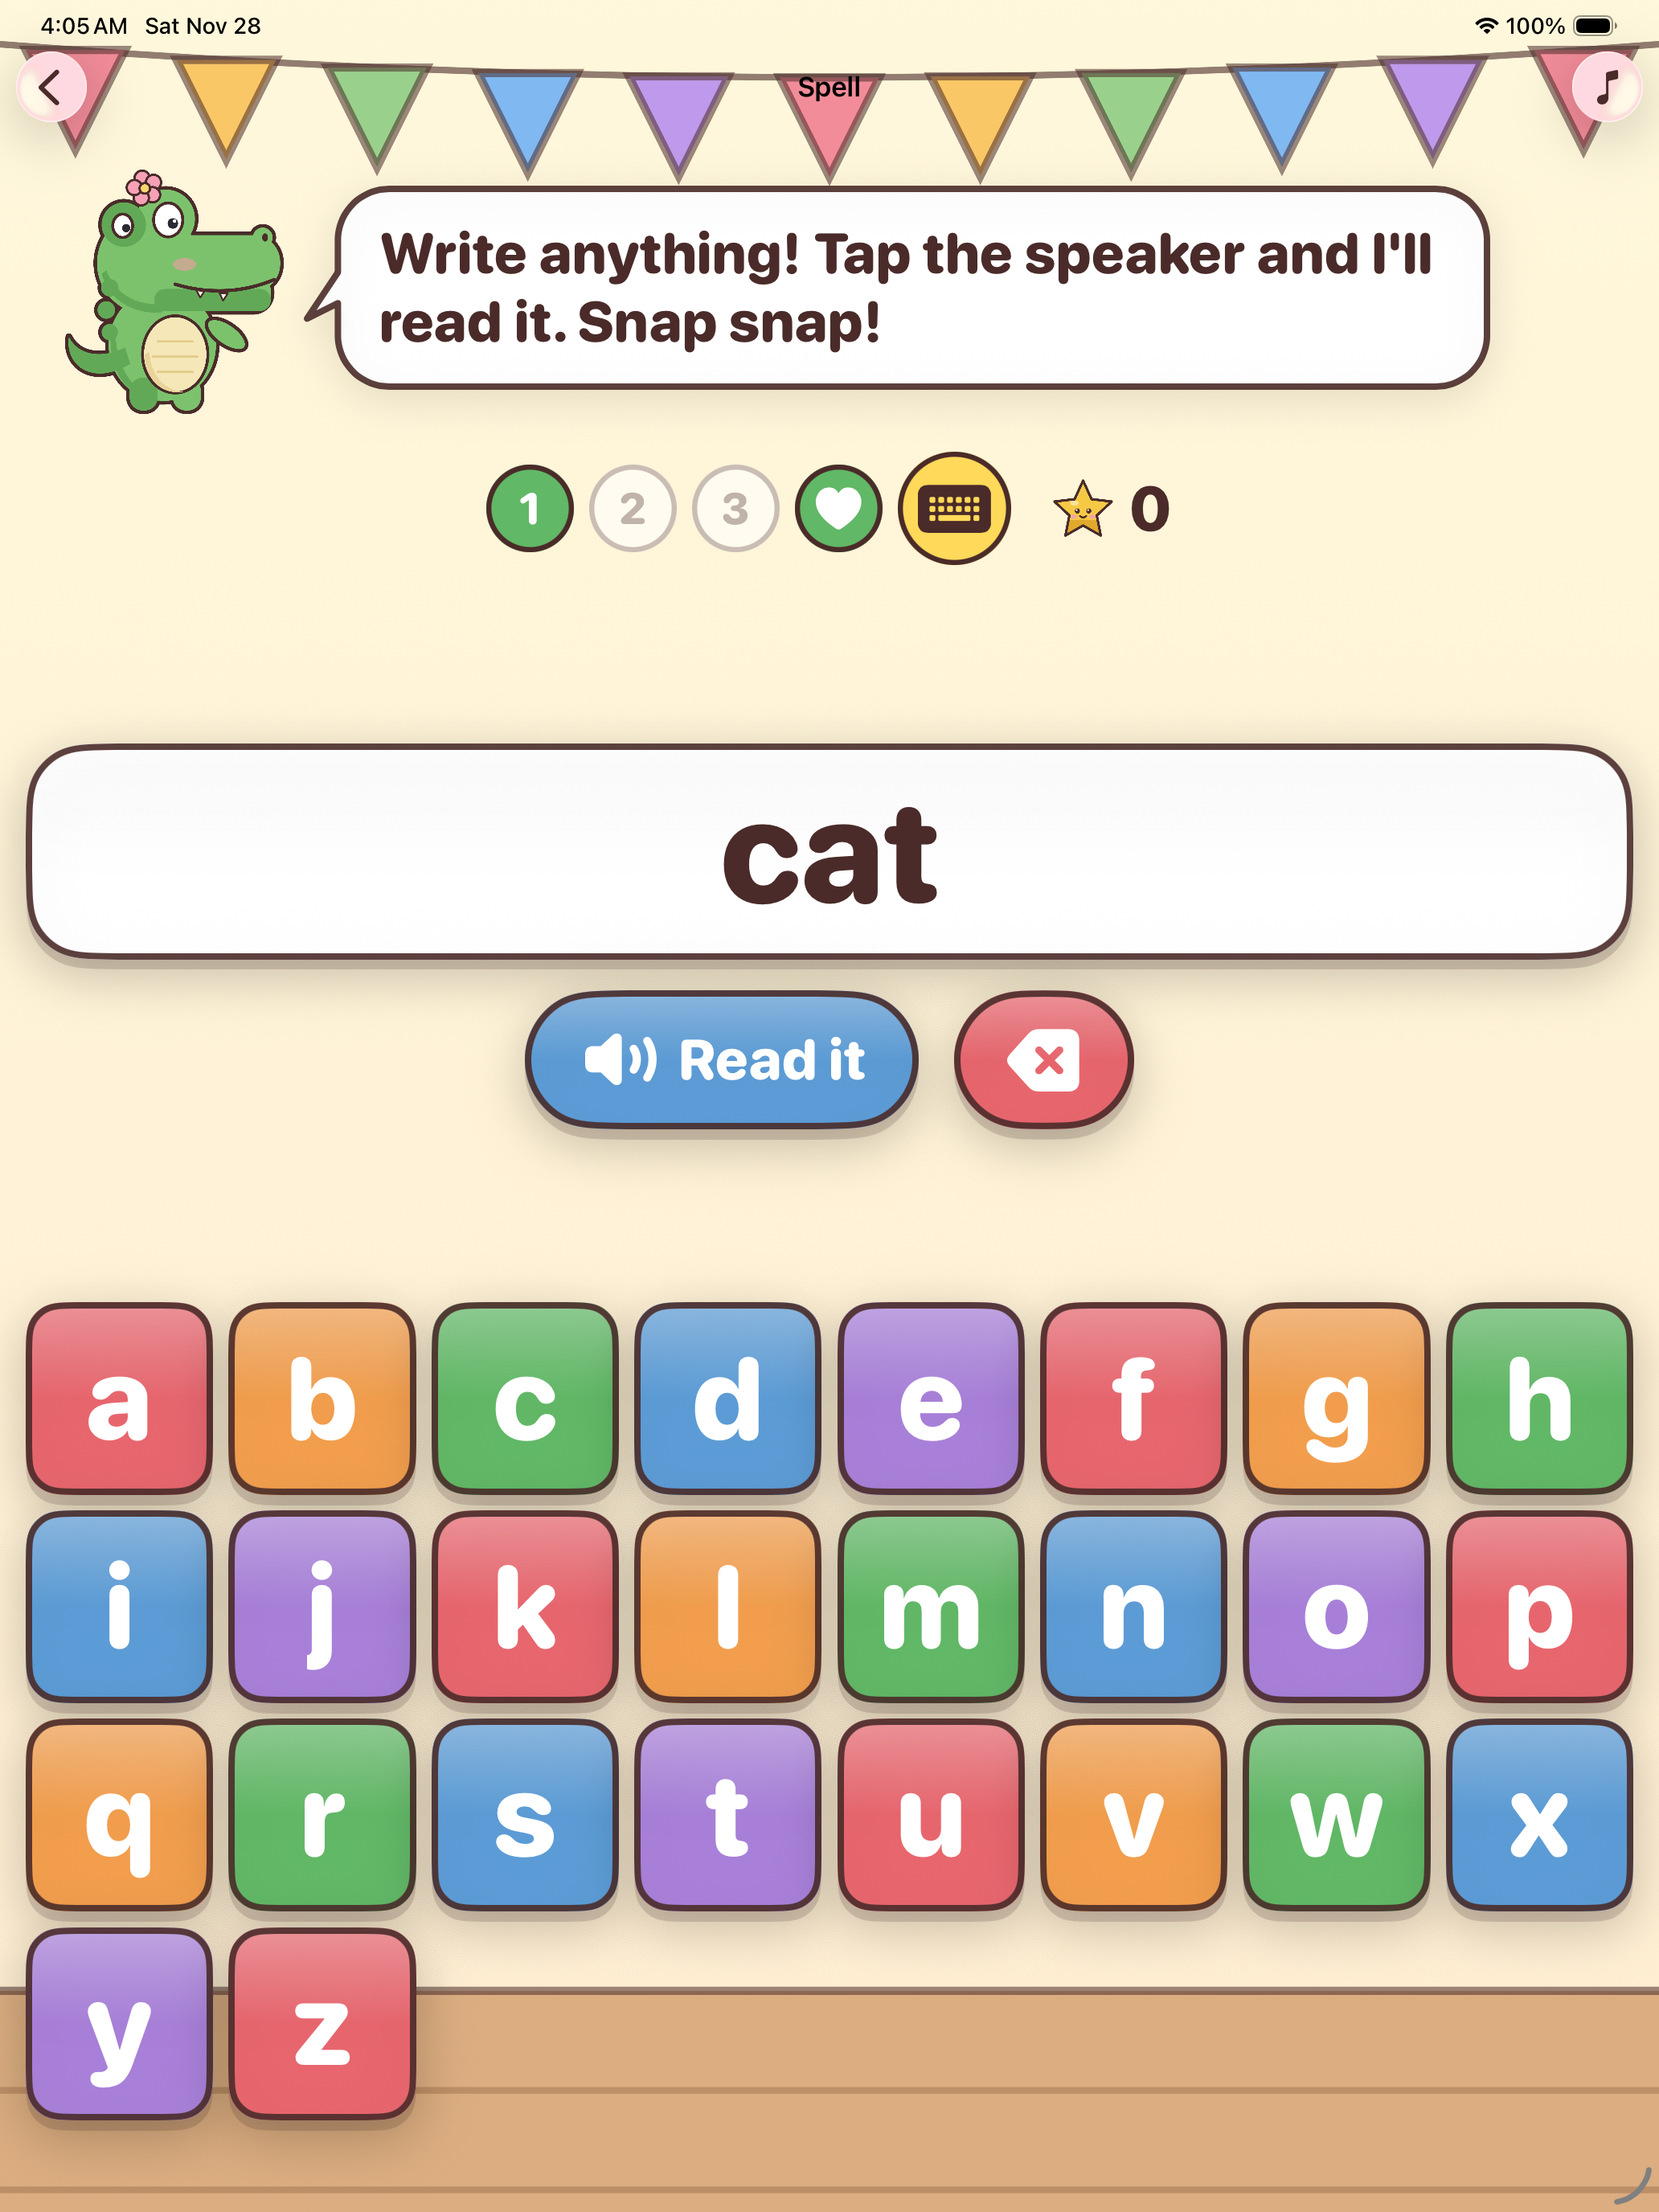 4:05 AM Sat Nov 28 100%
Spell
Write anything! Tap the speaker and I'll
read it. Snap snap!
1 2 3 0
cat
Read it
a b c d e f g h
i j k l m n o p
q r s t u v w x
y z